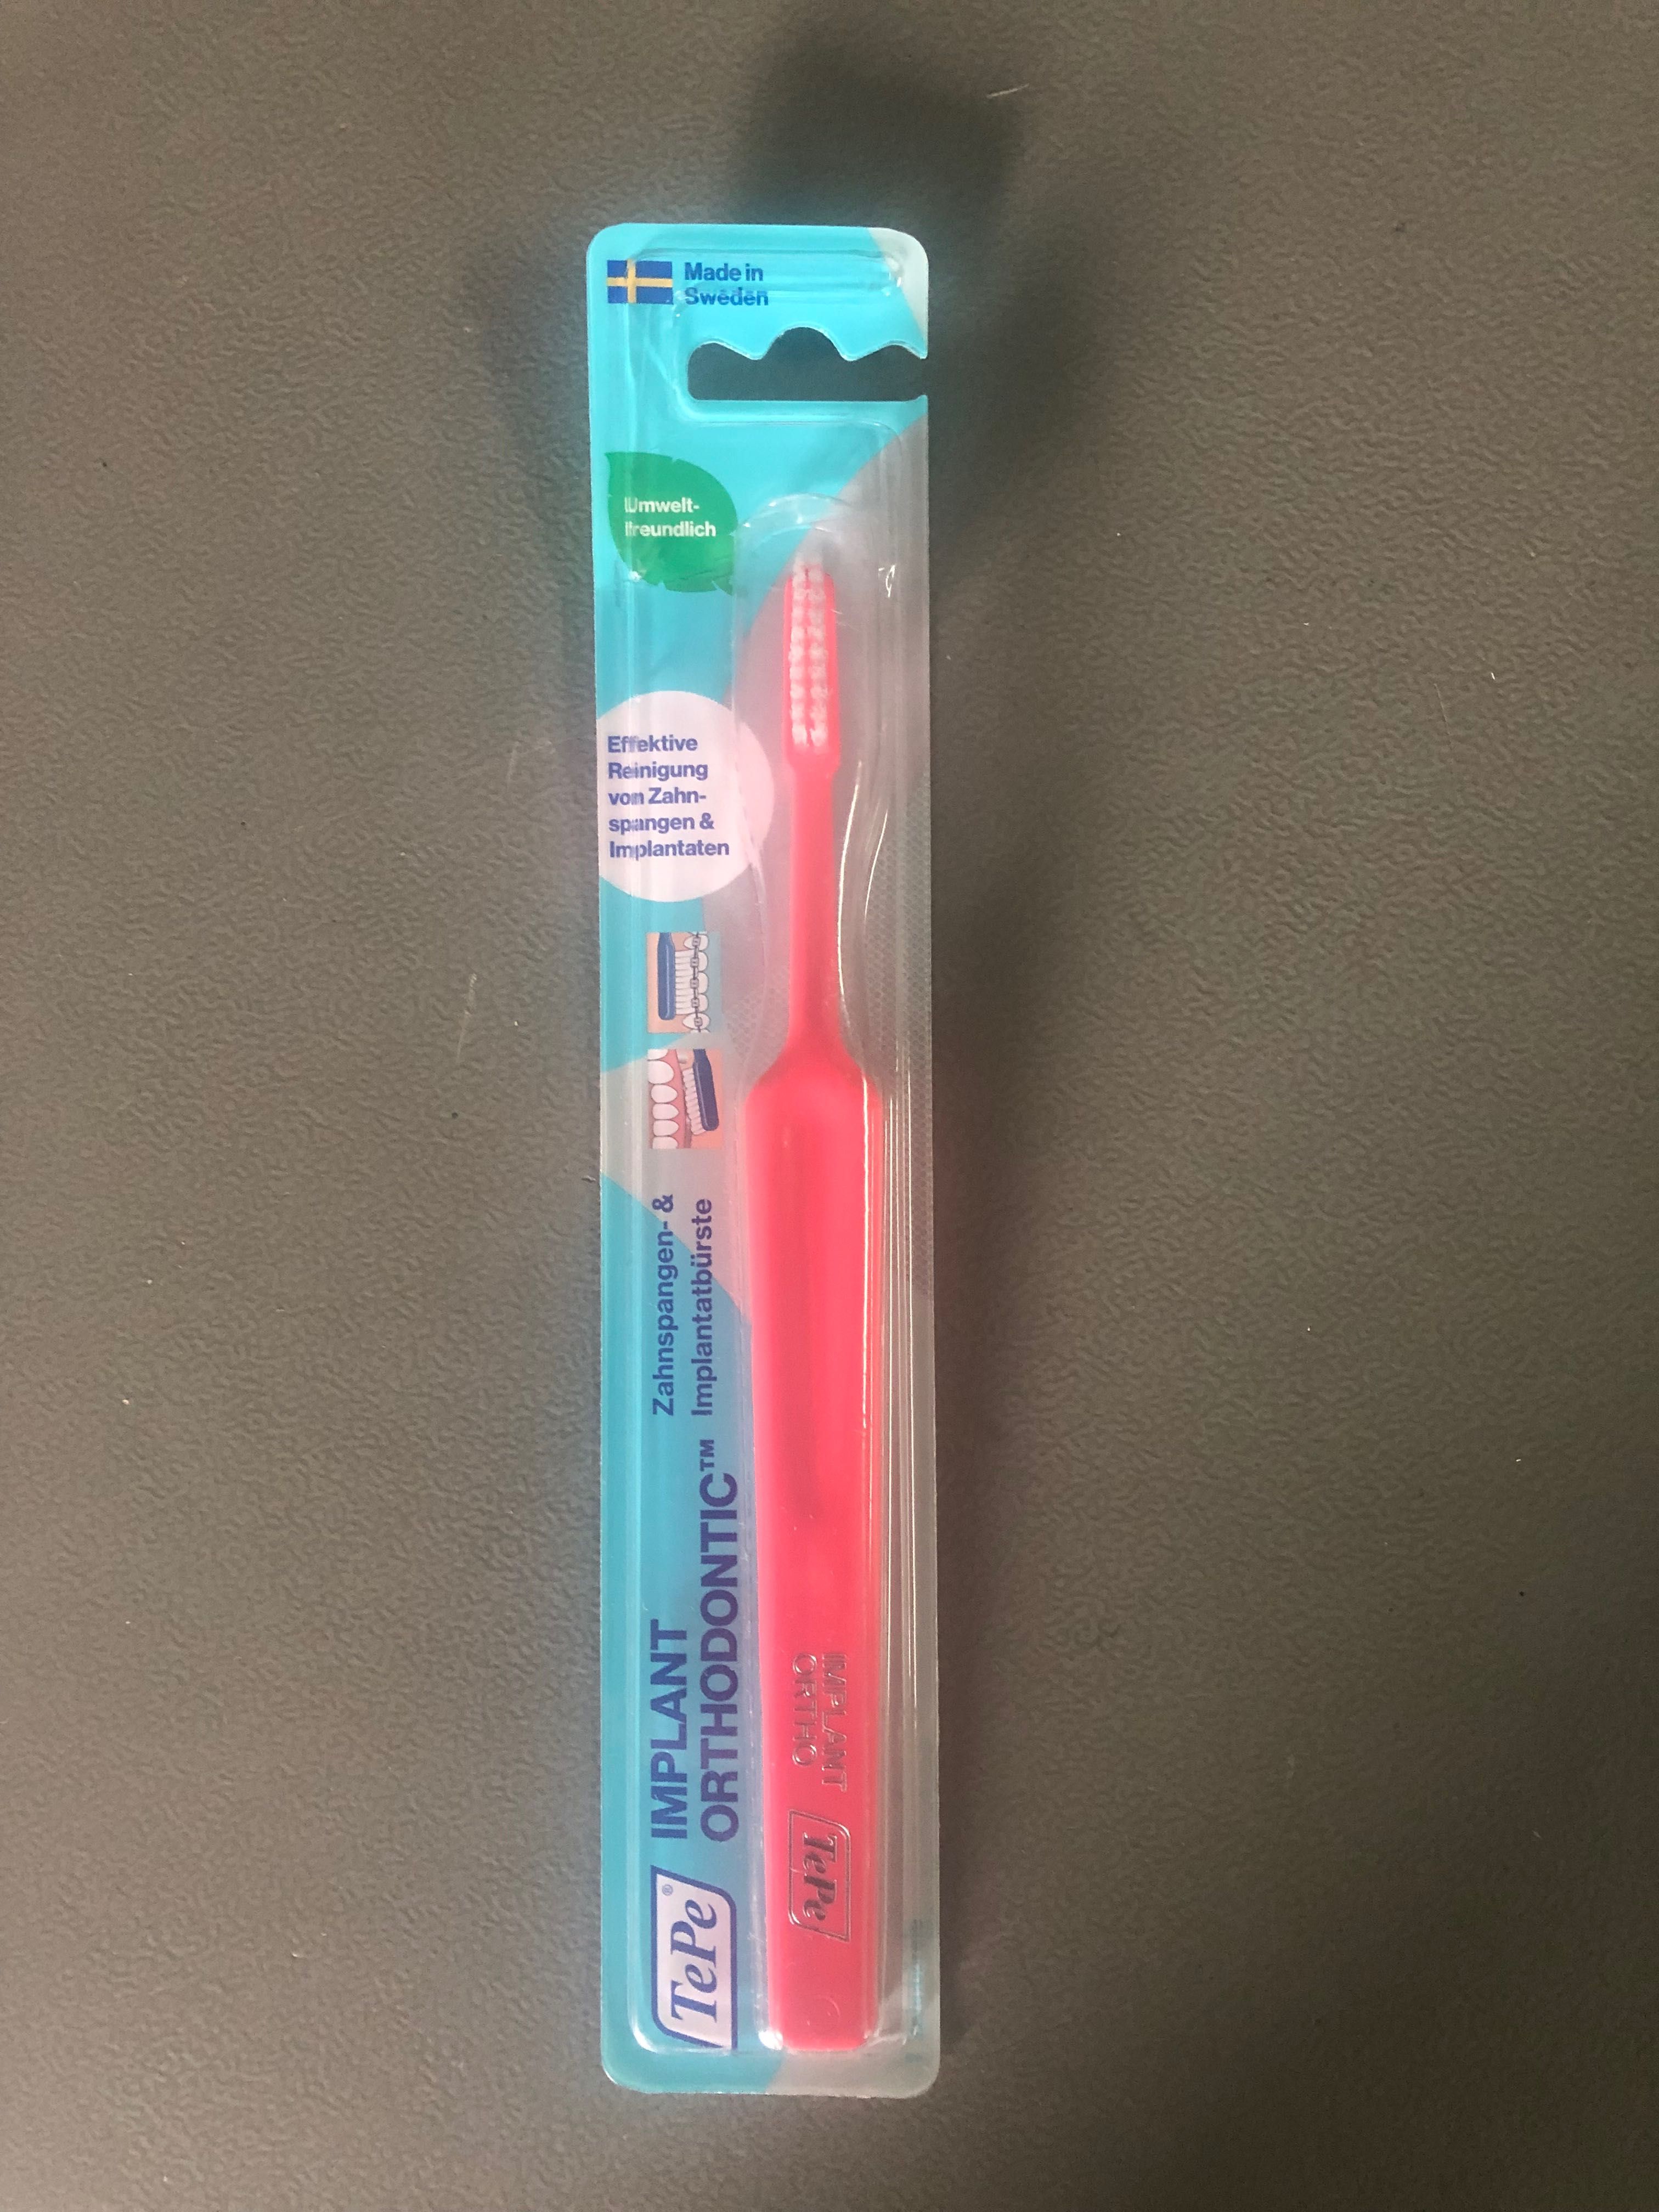 Made in
Sweden
Umwelt-
freundlich
Effektive
Reinigung
von Zahn-
spangen &
Implantaten
Zahnspangen- &
Implantatbürste
IMPLANT
ORTHODONTIC™
TePe®
IMPLANT
ORTHO
TePe